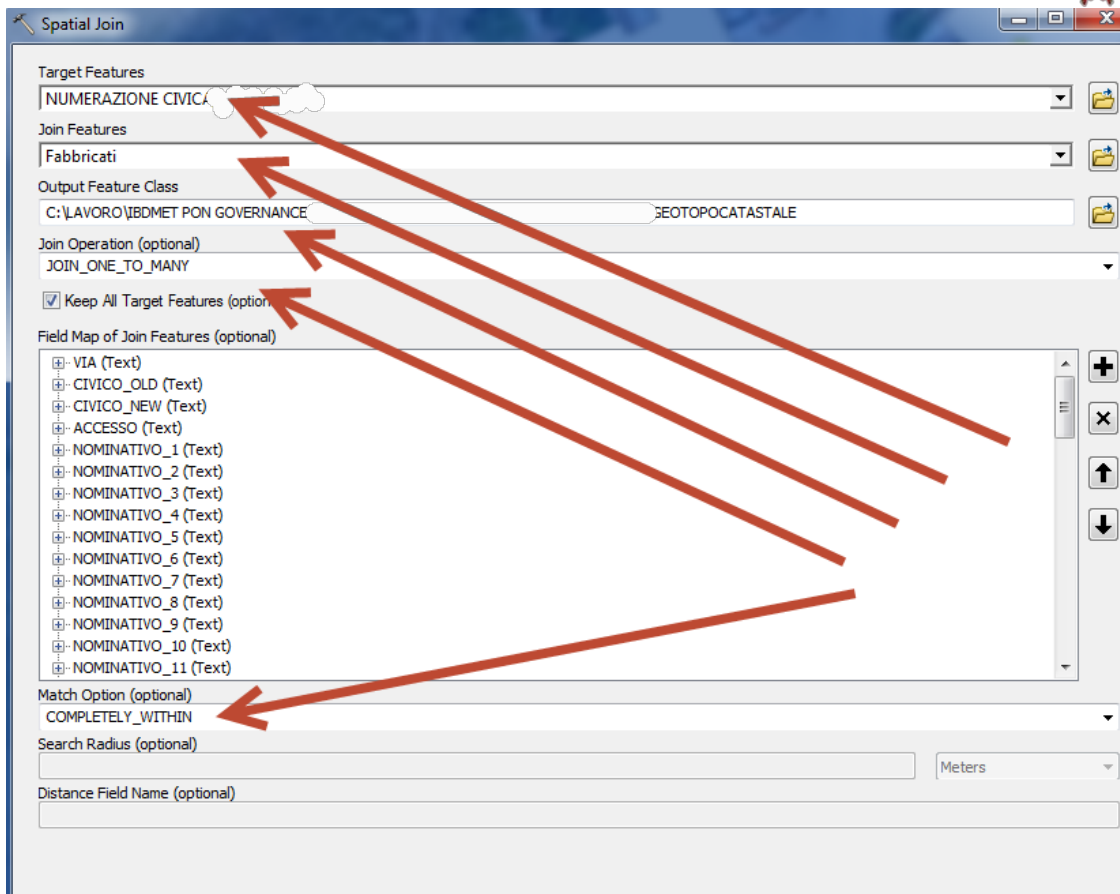 Spatial Join
Target Features
NUMERAZIONE CIVICA
Join Features
Fabbricati
Output Feature Class
C:\LAVORO\IBDMET PON GOVERNANCE GEOTOPOCATASTALE
Join Operation (optional)
JOIN_ONE_TO_MANY
Keep All Target Features (optional)
Field Map of Join Features (optional)
VIA (Text)
CIVICO_OLD (Text)
CIVICO_NEW (Text)
ACCESSO (Text)
NOMINATIVO_1 (Text)
NOMINATIVO_2 (Text)
NOMINATIVO_3 (Text)
NOMINATIVO_4 (Text)
NOMINATIVO_5 (Text)
NOMINATIVO_6 (Text)
NOMINATIVO_7 (Text)
NOMINATIVO_8 (Text)
NOMINATIVO_9 (Text)
NOMINATIVO_10 (Text)
NOMINATIVO_11 (Text)
Match Option (optional)
COMPLETELY_WITHIN
Search Radius (optional)
Meters
Distance Field Name (optional)